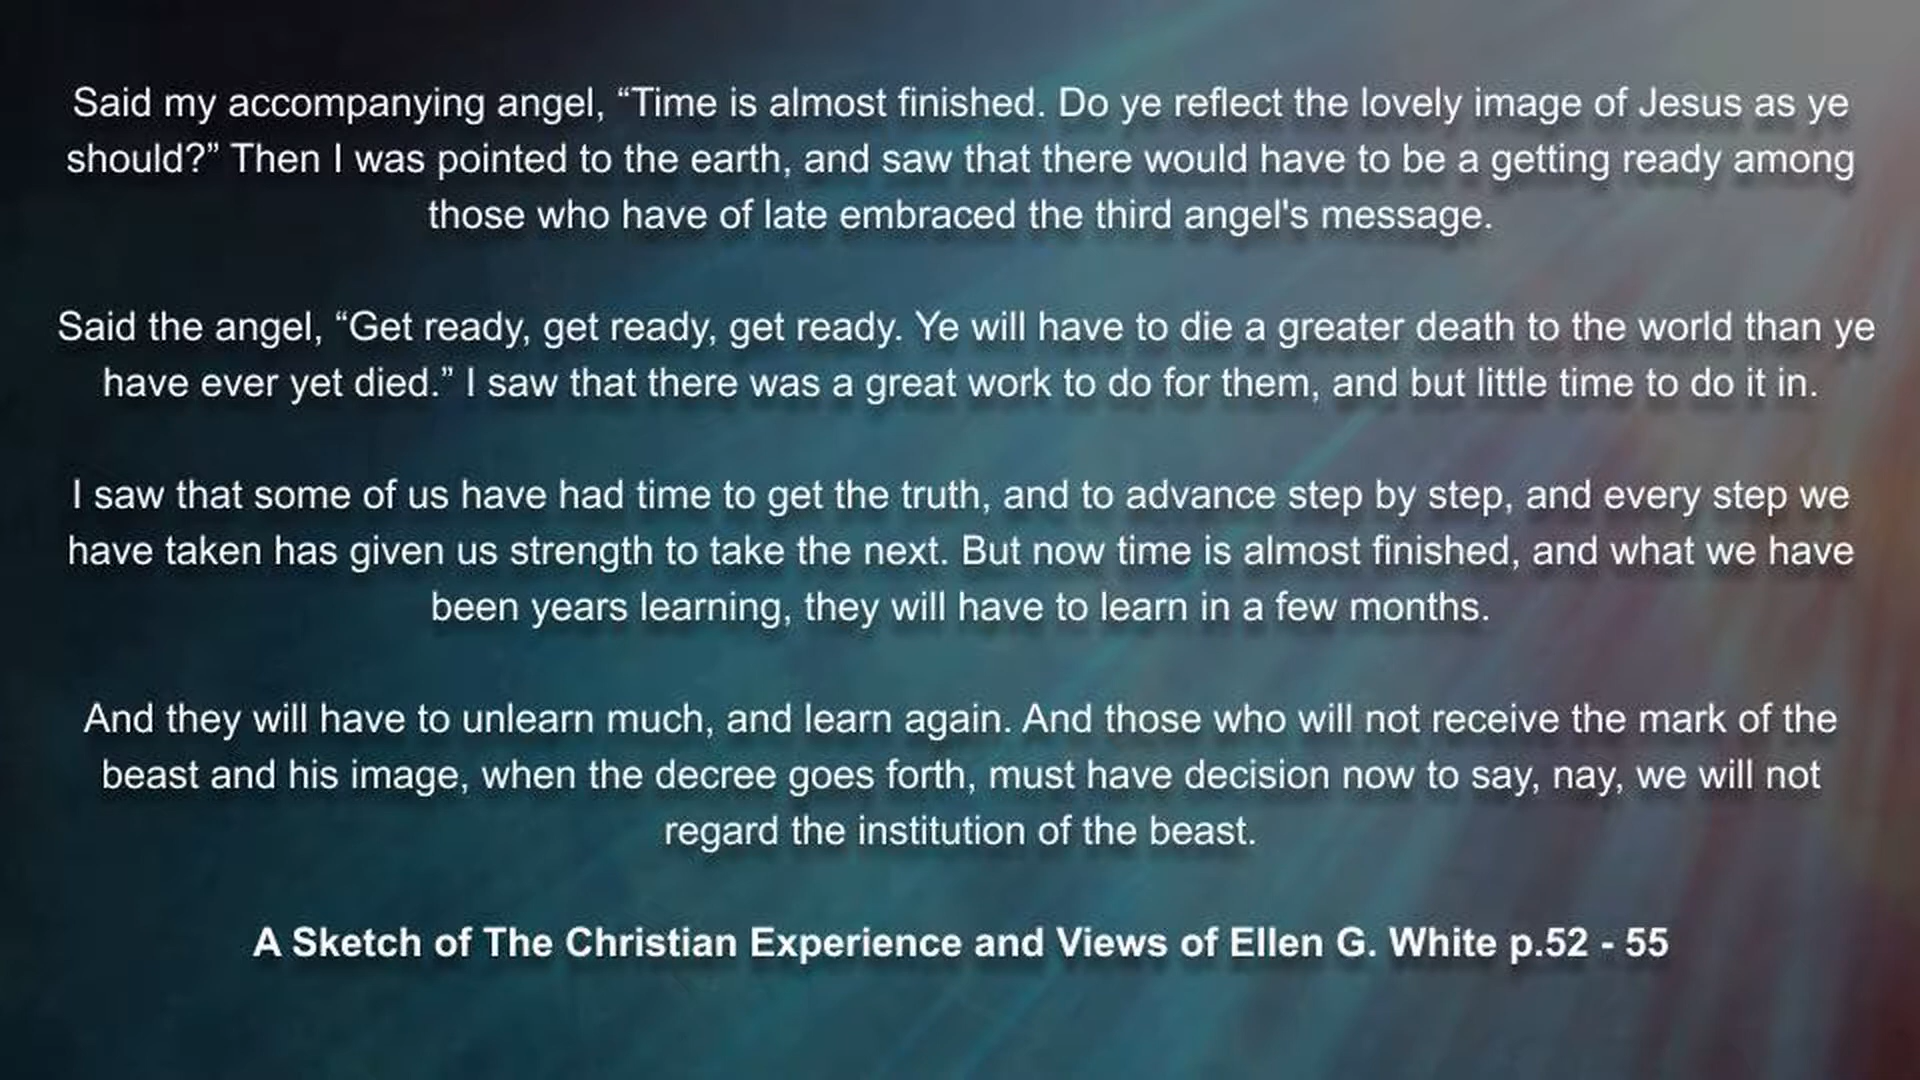 Said my accompanying angel, “Time is almost finished. Do ye reflect the lovely image of Jesus as ye
should?” Then I was pointed to the earth, and saw that there would have to be a getting ready among
those who have of late embraced the third angel's message.
Said the angel, “Get ready, get ready, get ready. Ye will have to die a greater death to the world than ye
have ever yet died.” I saw that there was a great work to do for them, and but little time to do it in.
I saw that some of us have had time to get the truth, and to advance step by step, and every step we
have taken has given us strength to take the next. But now time is almost finished, and what we have
been years learning, they will have to learn in a few months.
And they will have to unlearn much, and learn again. And those who will not receive the mark of the
beast and his image, when the decree goes forth, must have decision now to say, nay, we will not
regard the institution of the beast.
A Sketch of The Christian Experience and Views of Ellen G. White p.52 - 55